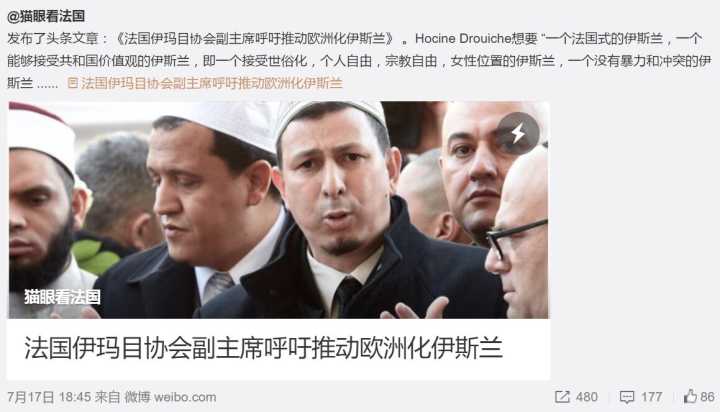 @猫眼看法国
发布了头条文章：《法国伊玛目协会副主席呼吁推动欧洲化伊斯兰》 。Hocine Drouiche想要 “一个法国式的伊斯兰，一个
能够接受共和国价值观的伊斯兰，即一个接受世俗化，个人自由，宗教自由，女性位置的伊斯兰，一个没有暴力和冲突的伊
斯兰 ...... 法国伊玛目协会副主席呼吁推动欧洲化伊斯兰
猫眼看法国
法国伊玛目协会副主席呼吁推动欧洲化伊斯兰
7月17日 18:45 来自 微博 weibo.com 480 177 86